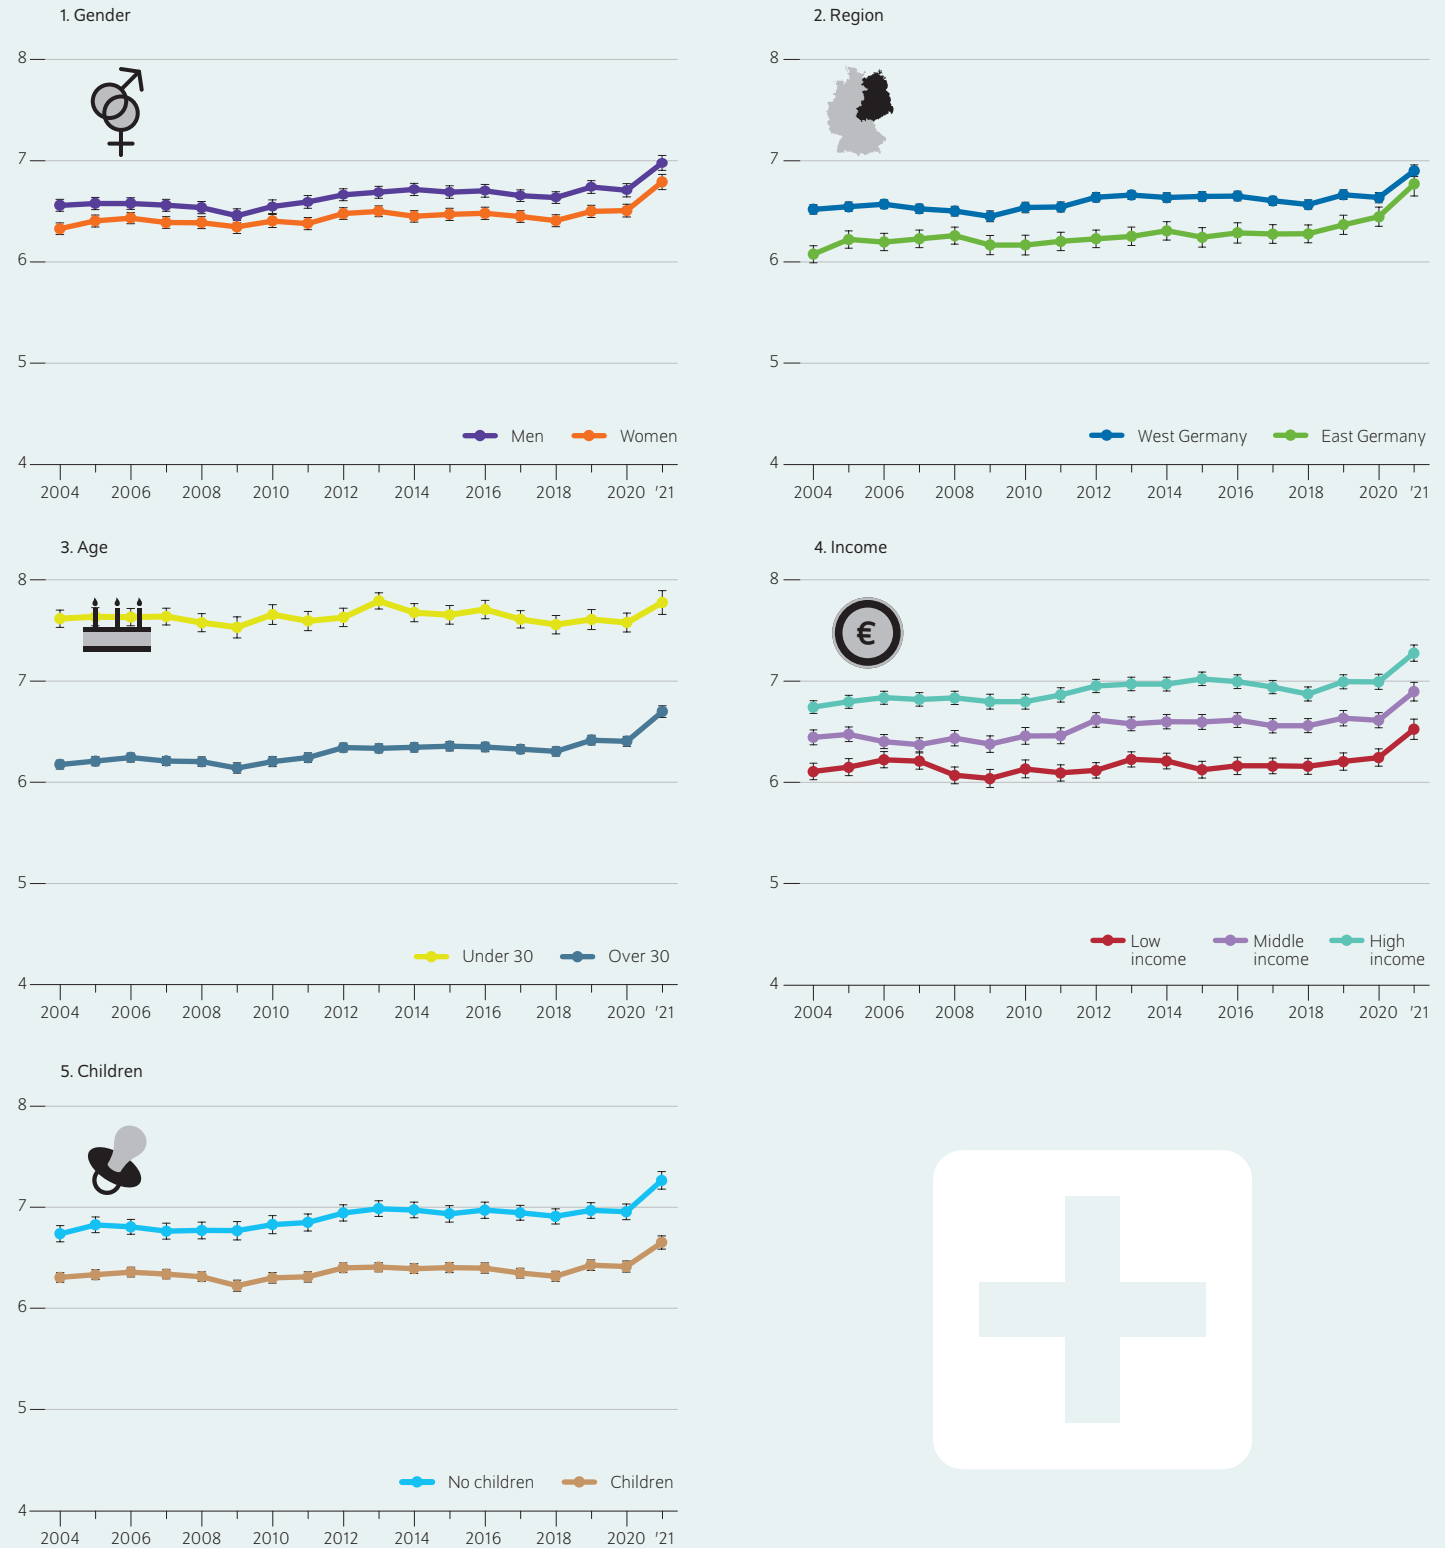 1. Gender
8
7
6
5
4
Men Women
2004 2006 2008 2010 2012 2014 2016 2018 2020 '21
2. Region
8
7
6
5
4
West Germany East Germany
2004 2006 2008 2010 2012 2014 2016 2018 2020 '21
3. Age
8
7
6
5
4
Under 30 Over 30
2004 2006 2008 2010 2012 2014 2016 2018 2020 '21
4. Income
8
€
7
6
5
4
Low Middle High
income income income
2004 2006 2008 2010 2012 2014 2016 2018 2020 '21
5. Children
8
7
6
5
4
No children Children
2004 2006 2008 2010 2012 2014 2016 2018 2020 '21